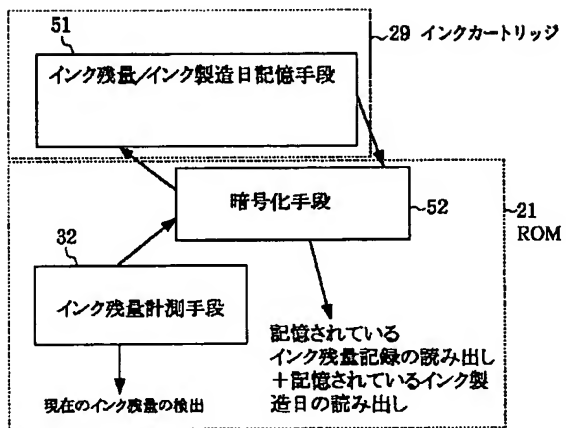 51
29 インクカートリッジ
インク残量/インク製造日記憶手段
暗号化手段
52
21
ROM
32
インク残量計測手段
現在のインク残量の検出
記憶されている
インク残量記録の読み出し
＋記憶されているインク製
造日の読み出し